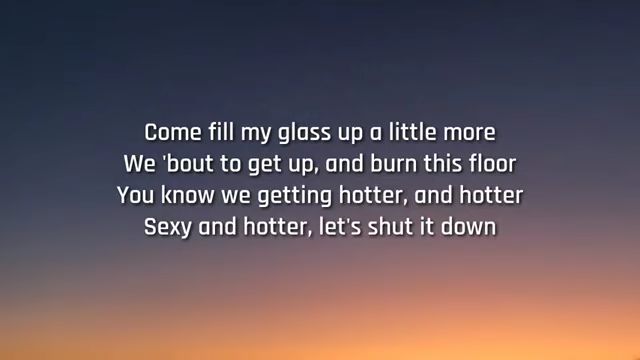 Come fill my glass up a little more
We 'bout to get up, and burn this floor
You know we getting hotter, and hotter
Sexy and hotter, let's shut it down